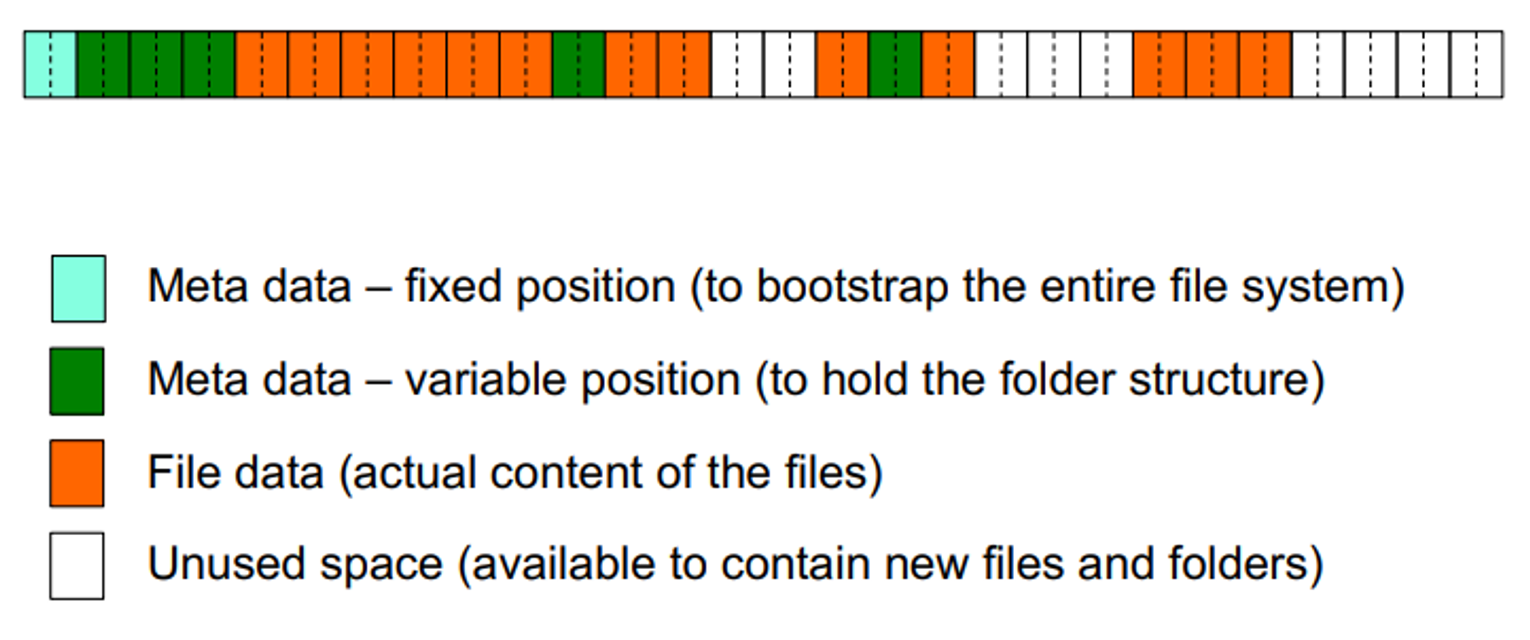 Meta data – fixed position (to bootstrap the entire file system)
Meta data – variable position (to hold the folder structure)
File data (actual content of the files)
Unused space (available to contain new files and folders)